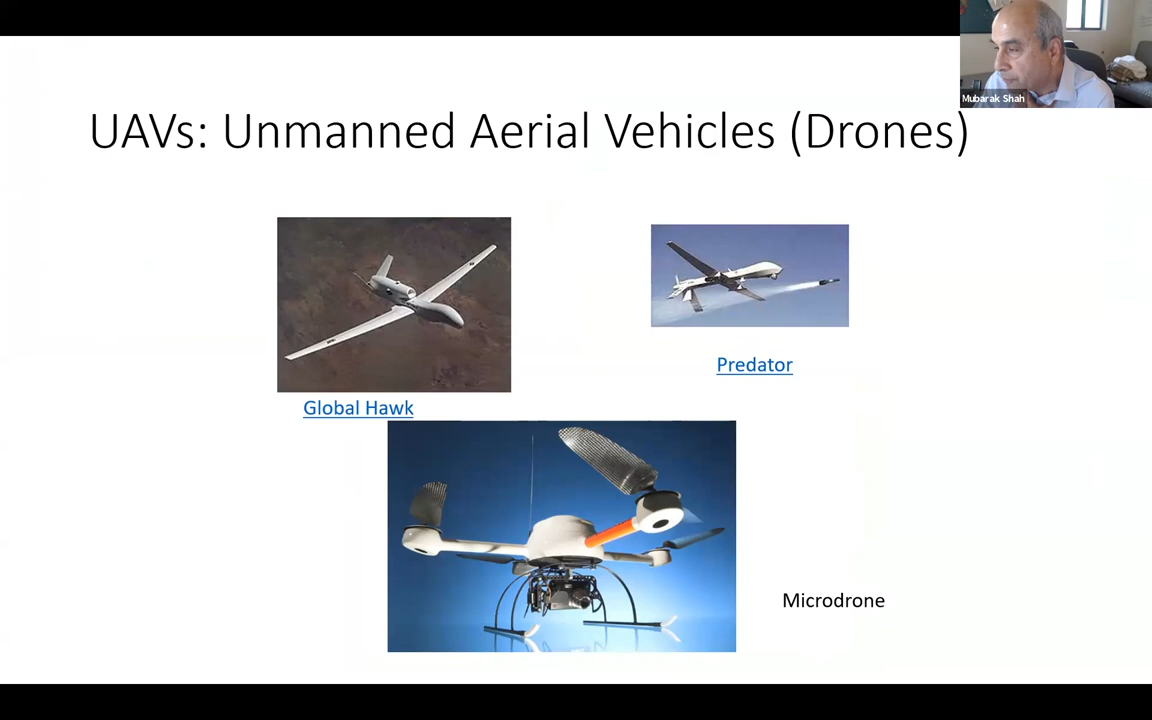 Mubarak Shah
UAVs: Unmanned Aerial Vehicles (Drones)
Predator
Global Hawk
Microdrone